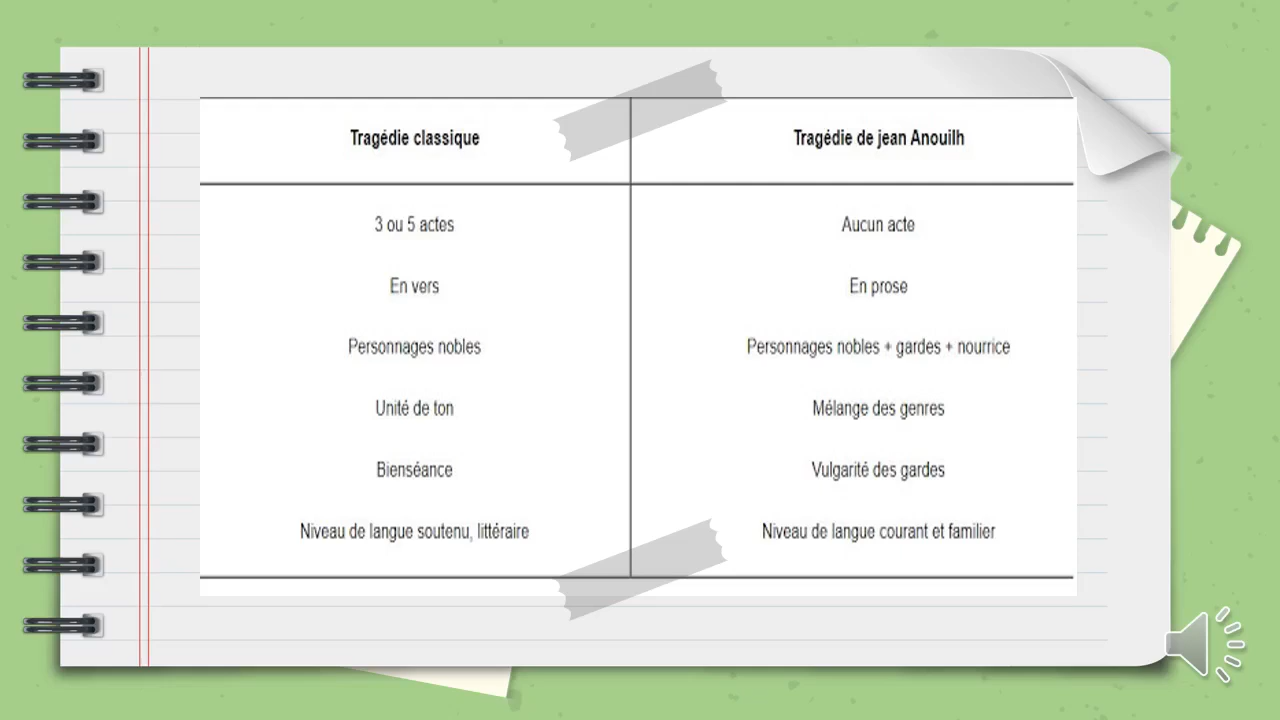 Tragédie classique Tragédie de jean Anouilh
3 ou 5 actes Aucun acte
En vers En prose
Personnages nobles Personnages nobles + gardes + nourrice
Unité de ton Mélange des genres
Bienséance Vulgarité des gardes
Niveau de langue soutenu, littéraire Niveau de langue courant et familier